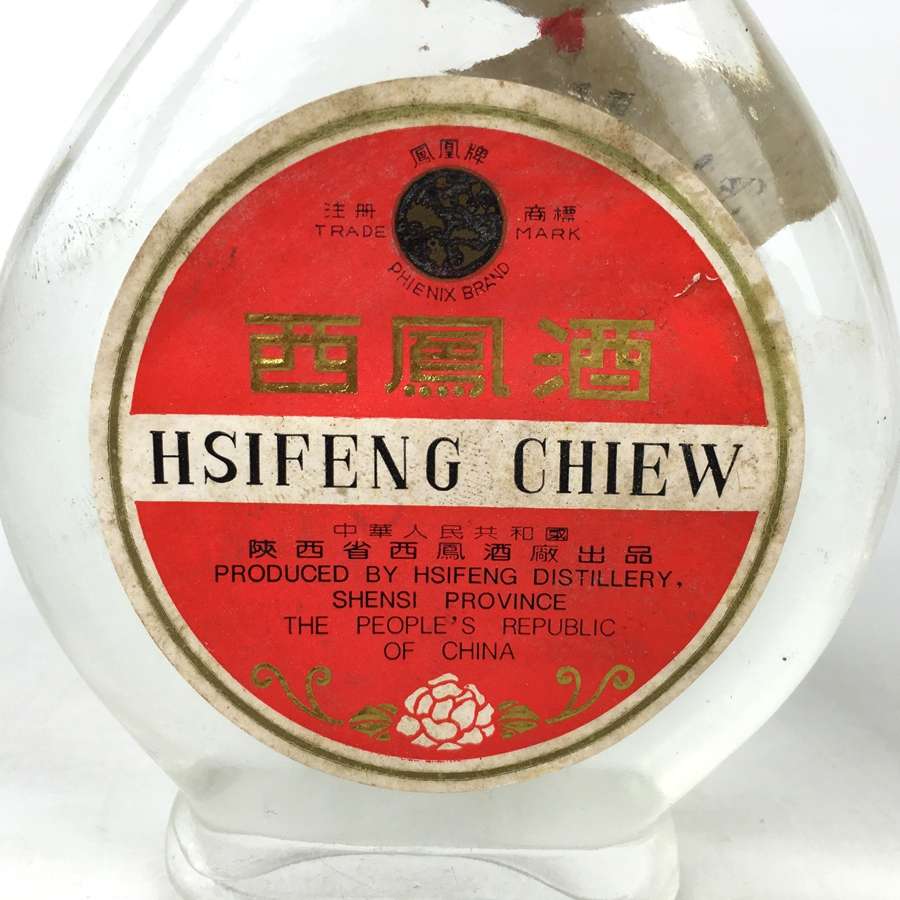 鳳凰牌
注册 商標
TRADE MARK
PHIENIX BRAND
西鳳酒
HSIFENG CHIEW
中華人民共和國
陝西省西鳳酒廠出品
PRODUCED BY HSIFENG DISTILLERY,
SHENSI PROVINCE
THE PEOPLE'S REPUBLIC
OF CHINA